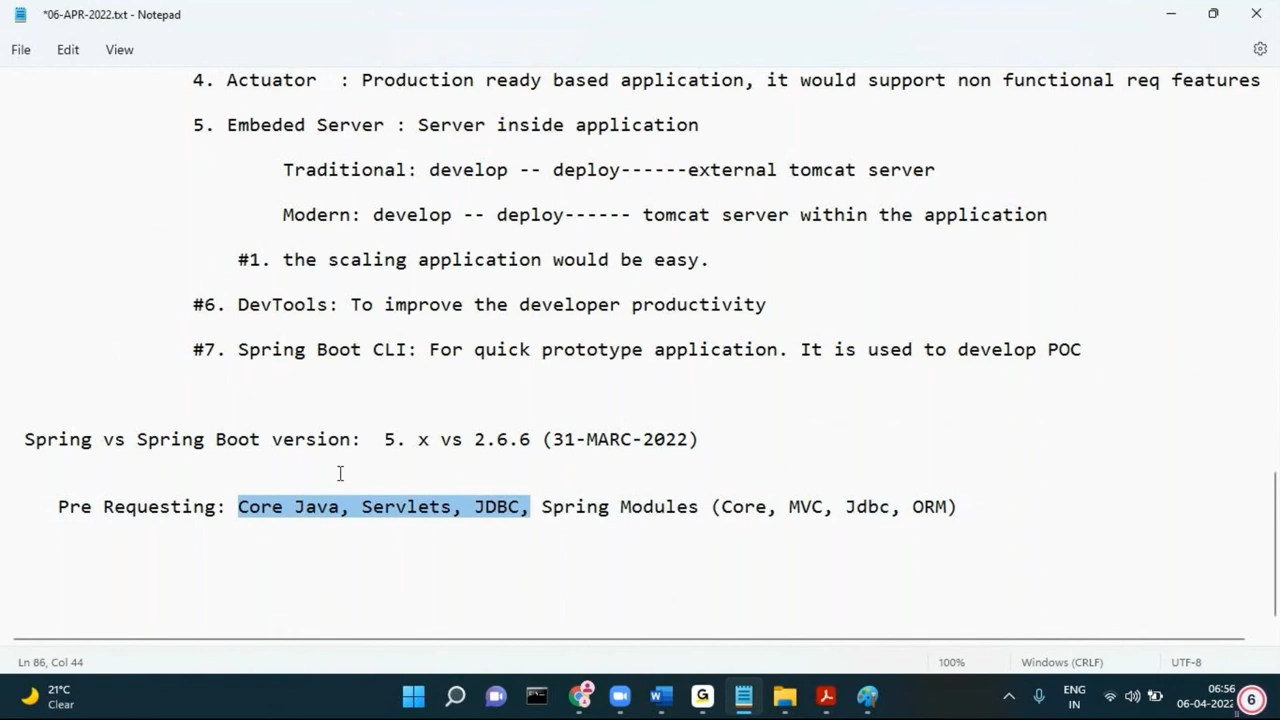 *06-APR-2022.txt - Notepad
File Edit View
4. Actuator : Production ready based application, it would support non functional req features
5. Embeded Server : Server inside application
Traditional: develop -- deploy------external tomcat server
Modern: develop -- deploy------ tomcat server within the application
#1. the scaling application would be easy.
#6. DevTools: To improve the developer productivity
#7. Spring Boot CLI: For quick prototype application. It is used to develop POC
Spring vs Spring Boot version: 5. x vs 2.6.6 (31-MARC-2022)
Pre Requesting: Core Java, Servlets, JDBC, Spring Modules (Core, MVC, Jdbc, ORM)
Ln 86, Col 44 100% Windows (CRLF) UTF-8
21°C ENG 06:56
Clear IN 06-04-2022 6